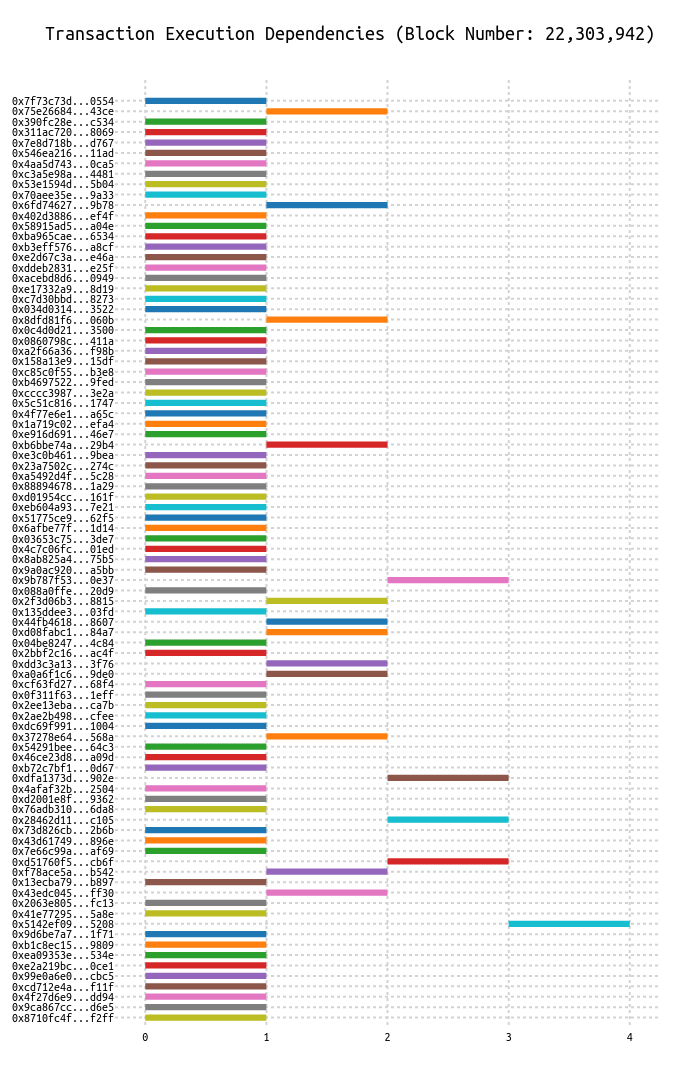 Transaction Execution Dependencies (Block Number: 22,303,942)
0x7f73c73d...0554
0x75e26684...43ce
0x390fc28e...c534
0x311ac720...8069
0x7e8d718b...d767
0x546ea216...11ad
0x4aa5d743...0ca5
0xc3a5e98a...4481
0x53e1594d...5b04
0x70aee35e...9a33
0x6fd74627...9b78
0x402d3886...ef4f
0x58915ad5...a04e
0xba965cae...6534
0xb3eff576...a8cf
0xe2d67c3a...e46a
0xddeb2831...e25f
0xacebd8d6...0949
0xe17332a9...8d19
0xc7d30bbd...8273
0x034d0314...3522
0x8dfd81f6...060b
0x0c4d0d21...3500
0x0860798c...411a
0xa2f66a36...f98b
0x158a13e9...15df
0xc85c0f55...b3e8
0xb4697522...9fed
0xcccc3987...3e2a
0x5c51c816...1747
0x4f77e6e1...a65c
0x1a719c02...efa4
0xe916d691...46e7
0xb6bbe74a...29b4
0xe3c0b461...9bea
0x23a7502c...274c
0xa5492d4f...5c28
0x88894678...1a29
0xd01954cc...161f
0xeb604a93...7e21
0x51775ce9...62f5
0x6afbe77f...1d14
0x03653c75...3de7
0x4c7c06fc...01ed
0x8ab825a4...75b5
0x9a0ac920...a5bb
0x9b787f53...0e37
0x088a0ffe...20d9
0x2f3d06b3...8815
0x135ddee3...03fd
0x44fb4618...8607
0xd08fabc1...84a7
0x04be8247...4c84
0x2bbf2c16...ac4f
0xdd3c3a13...3f76
0xa0a6f1c6...9de0
0xcf63fd27...68f4
0x0f311f63...1eff
0x2ee13eba...ca7b
0x2ae2b498...cfee
0xdc69f991...1004
0x37278e64...568a
0x54291bee...64c3
0x46ce23d8...a09d
0xb72c7bf1...0d67
0xdfa1373d...902e
0x4afaf32b...2504
0xd2001e8f...9362
0x76adb310...6da8
0x28462d11...c105
0x73d826cb...2b6b
0x43d61749...896e
0x7e66c99a...af69
0xd51760f5...cb6f
0xf78ace5a...b542
0x13ecba79...b897
0x43edc045...ff30
0x2063e805...fc13
0x41e77295...5a8e
0x5142ef09...5208
0x9d6be7a7...1f71
0xb1c8ec15...9809
0xea09353e...534e
0xe2a219bc...0ce1
0x99e0a6e0...cbc5
0xcd712e4a...f11f
0x4f27d6e9...dd94
0x9ca867cc...d6e5
0x8710fc4f...f2ff
0 1 2 3 4